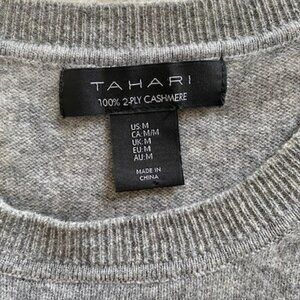 TAHARI
100% 2-PLY CASHMERE
US:M
CA:M/M
UK:M
EU:M
AU:M
MADE IN
CHINA